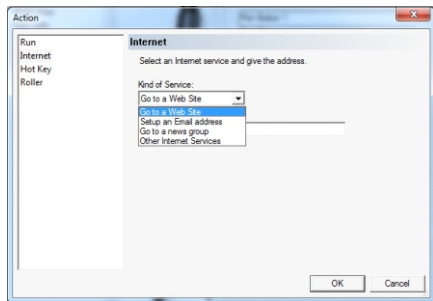 Action
Run
Internet
Hot Key
Roller
Internet
Select an Internet service and give the address.
Kind of Service:
Go to a Web Site
Go to a Web Site
Setup an Email address
Go to a news group
Other Internet Services
OK
Cancel